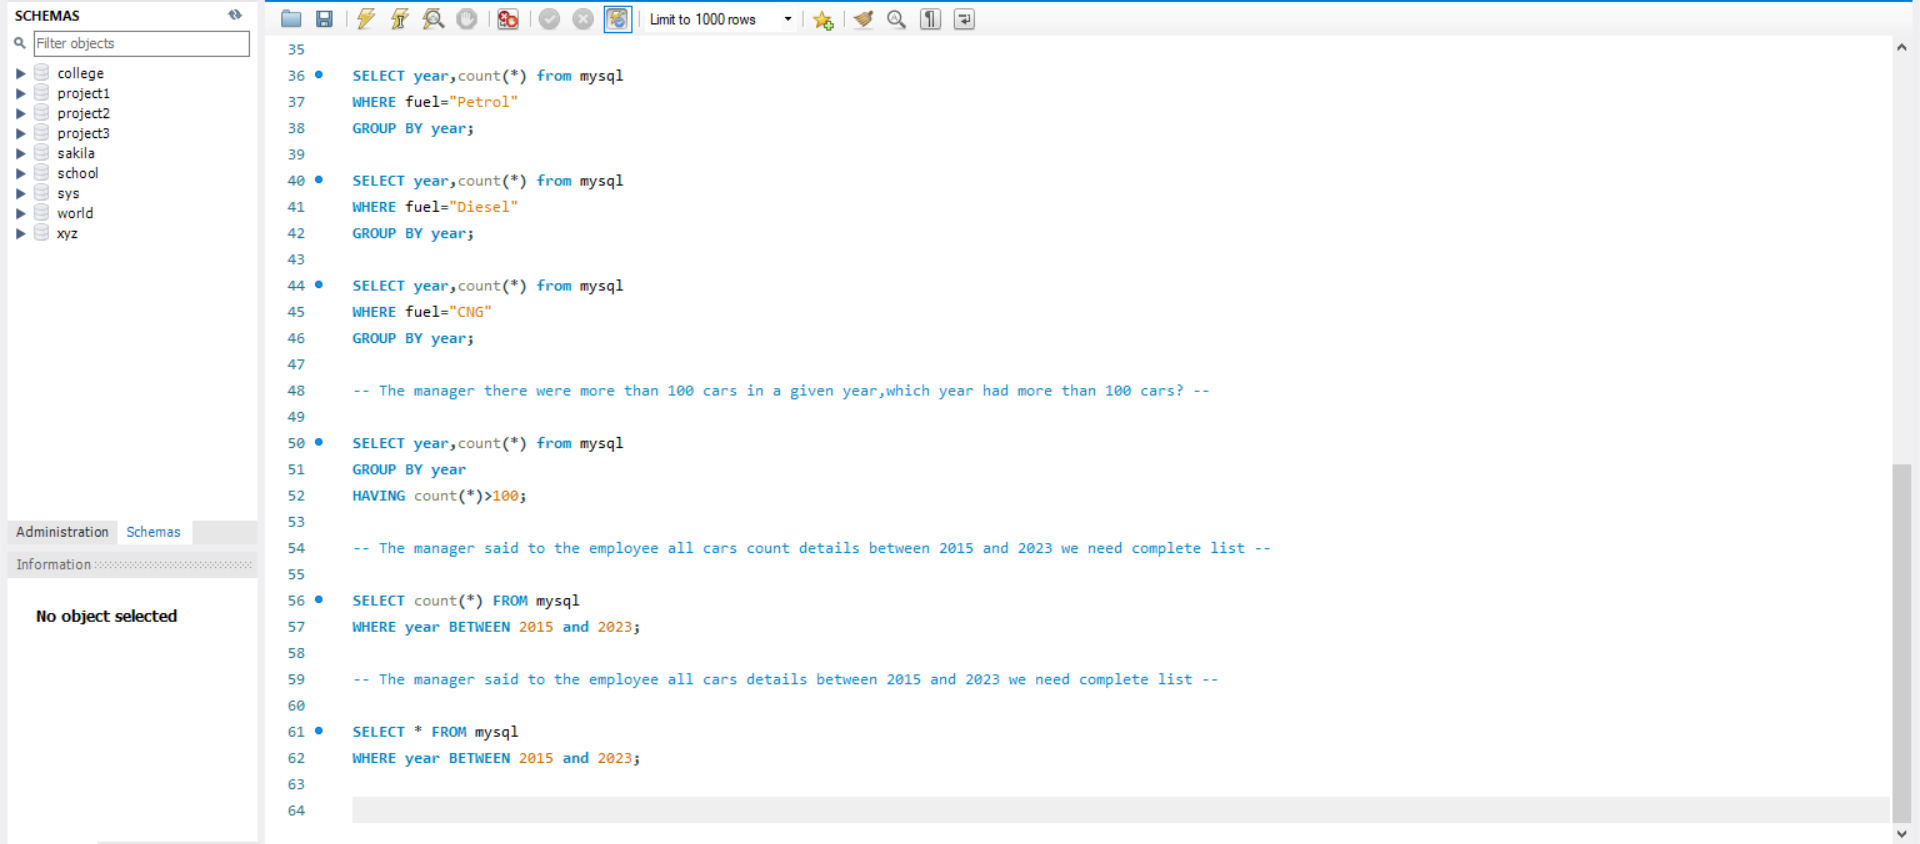 SCHEMAS
Filter objects
college
project1
project2
project3
sakila
school
sys
world
xyz
Administration Schemas
Information
No object selected
Limit to 1000 rows
35
36 SELECT year,count(*) from mysql
37 WHERE fuel="Petrol"
38 GROUP BY year;
39
40 SELECT year,count(*) from mysql
41 WHERE fuel="Diesel"
42 GROUP BY year;
43
44 SELECT year,count(*) from mysql
45 WHERE fuel="CNG"
46 GROUP BY year;
47
48 -- The manager there were more than 100 cars in a given year,which year had more than 100 cars? --
49
50 SELECT year,count(*) from mysql
51 GROUP BY year
52 HAVING count(*)>100;
53
54 -- The manager said to the employee all cars count details between 2015 and 2023 we need complete list --
55
56 SELECT count(*) FROM mysql
57 WHERE year BETWEEN 2015 and 2023;
58
59 -- The manager said to the employee all cars details between 2015 and 2023 we need complete list --
60
61 SELECT * FROM mysql
62 WHERE year BETWEEN 2015 and 2023;
63
64